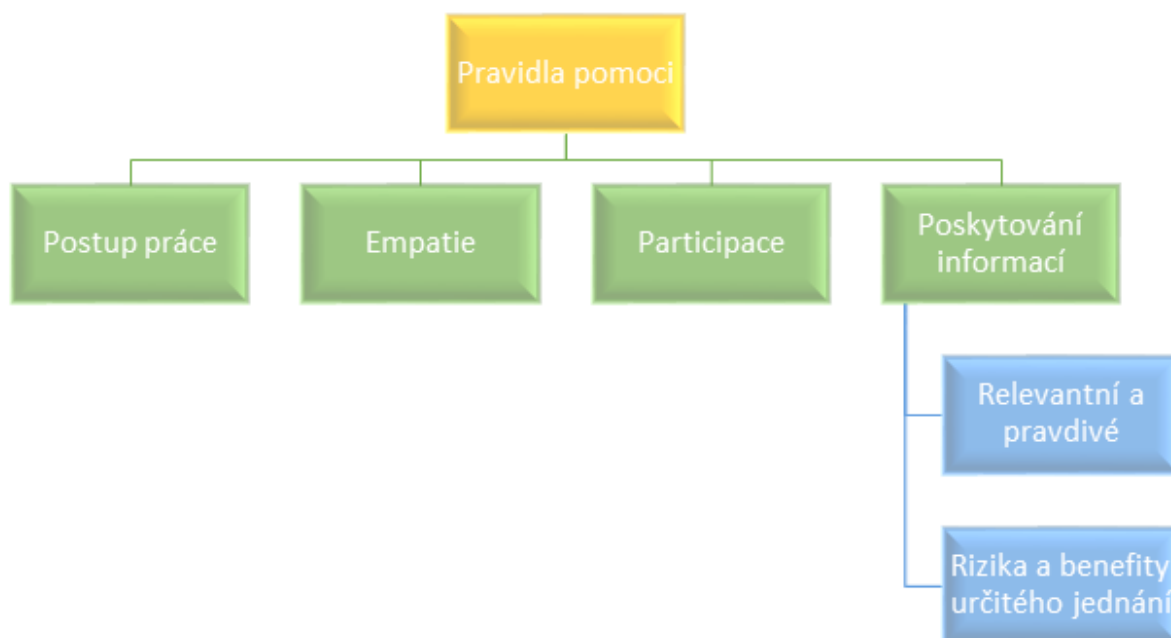 Pravidla pomoci
Postup práce
Empatie
Participace
Poskytování
informací
Relevantní a
pravdivé
Rizika a benefity
určitého jednání